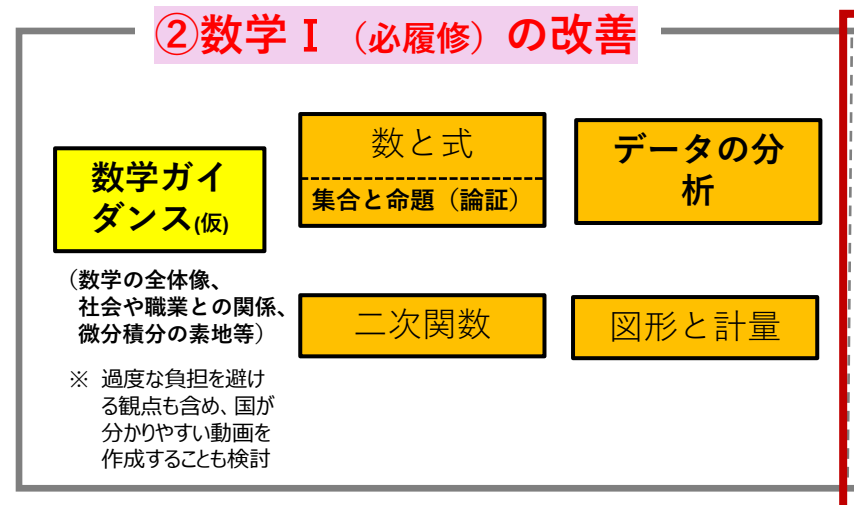 ②数学Ⅰ（必履修）の改善
数学ガイ
ダンス(仮)
（数学の全体像、
社会や職業との関係、
微分積分の素地等）
※ 過度な負担を避け
る観点も含め、国が
分かりやすい動画を
作成することも検討
数と式
集合と命題（論証）
データの分
析
二次関数
図形と計量